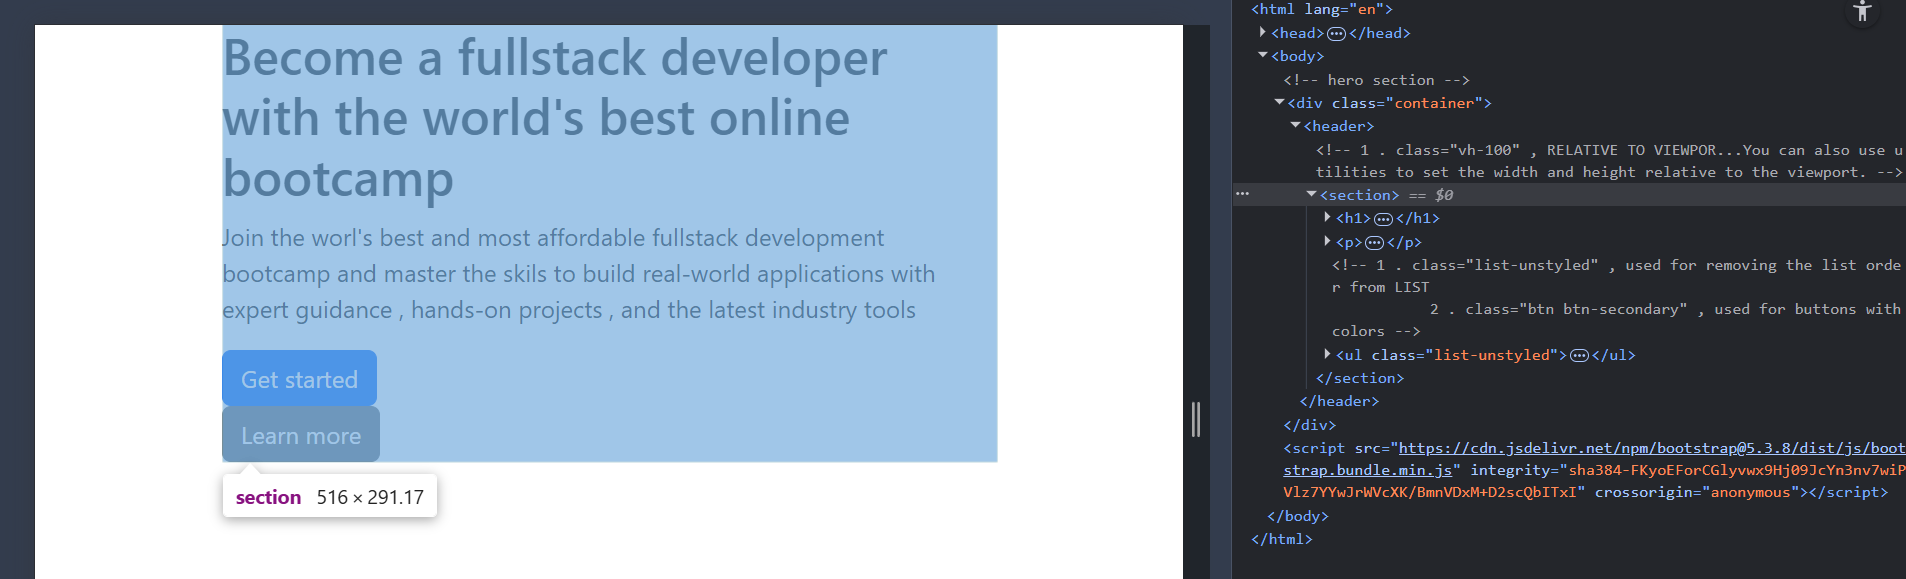 Become a fullstack developer
with the world's best online
bootcamp
Join the worl's best and most affordable fullstack development
bootcamp and master the skils to build real-world applications with
expert guidance , hands-on projects , and the latest industry tools
Get started
Learn more
section 516 × 291.17
<html lang="en">
<head>…</head>
<body>
<!-- hero section -->
<div class="container">
<header>
<!-- 1 . class="vh-100" , RELATIVE TO VIEWPOR...You can also use u
tilities to set the width and height relative to the viewport. -->
… <section> == $0
<h1>…</h1>
<p>…</p>
<!-- 1 . class="list-unstyled" , used for removing the list orde
r from LIST
2 . class="btn btn-secondary" , used for buttons with
colors -->
<ul class="list-unstyled">…</ul>
</section>
</header>
</div>
<script src="https://cdn.jsdelivr.net/npm/bootstrap@5.3.8/dist/js/boot
strap.bundle.min.js" integrity="sha384-FKyoEForCGlyvwx9Hj09JcYn3nv7wiP
Vlz7YYwJrWVcXK/BmnVDxM+D2scQbITxI" crossorigin="anonymous"></script>
</body>
</html>